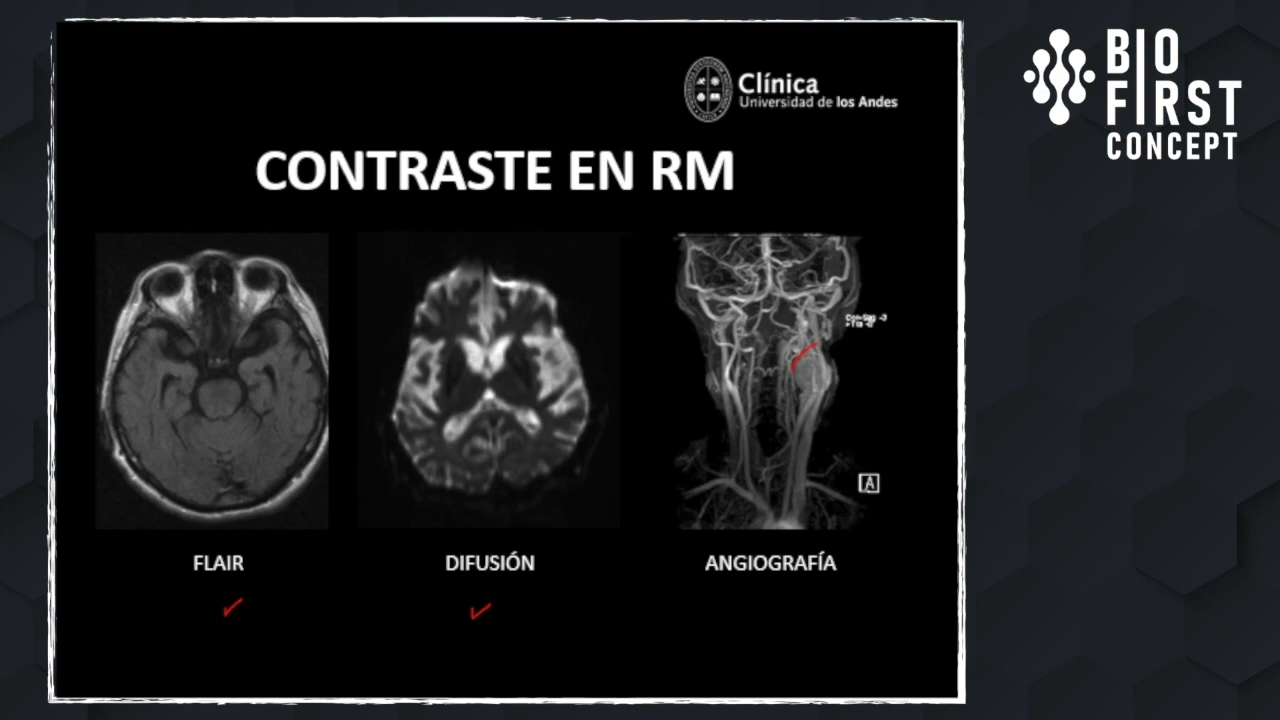 Clínica
Universidad de los Andes
BIO
FIRST
CONCEPT
CONTRASTE EN RM
A
FLAIR
DIFUSIÓN
ANGIOGRAFÍA